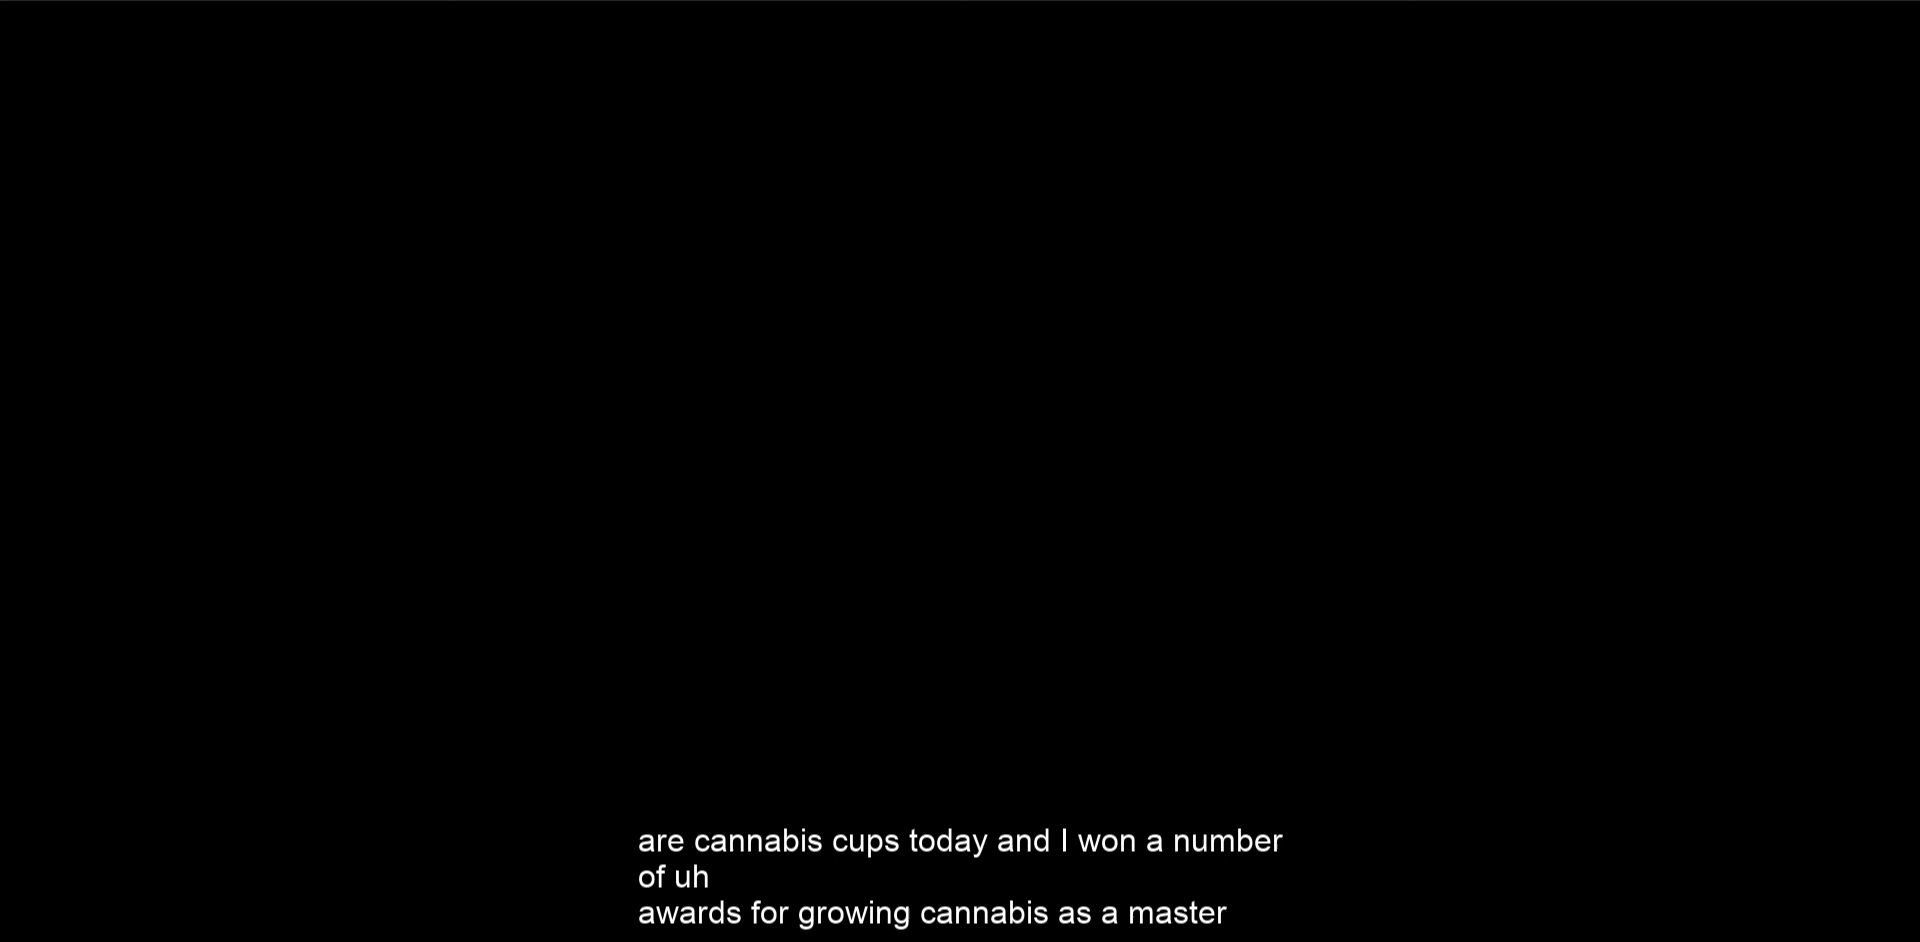 are cannabis cups today and I won a number
of uh
awards for growing cannabis as a master